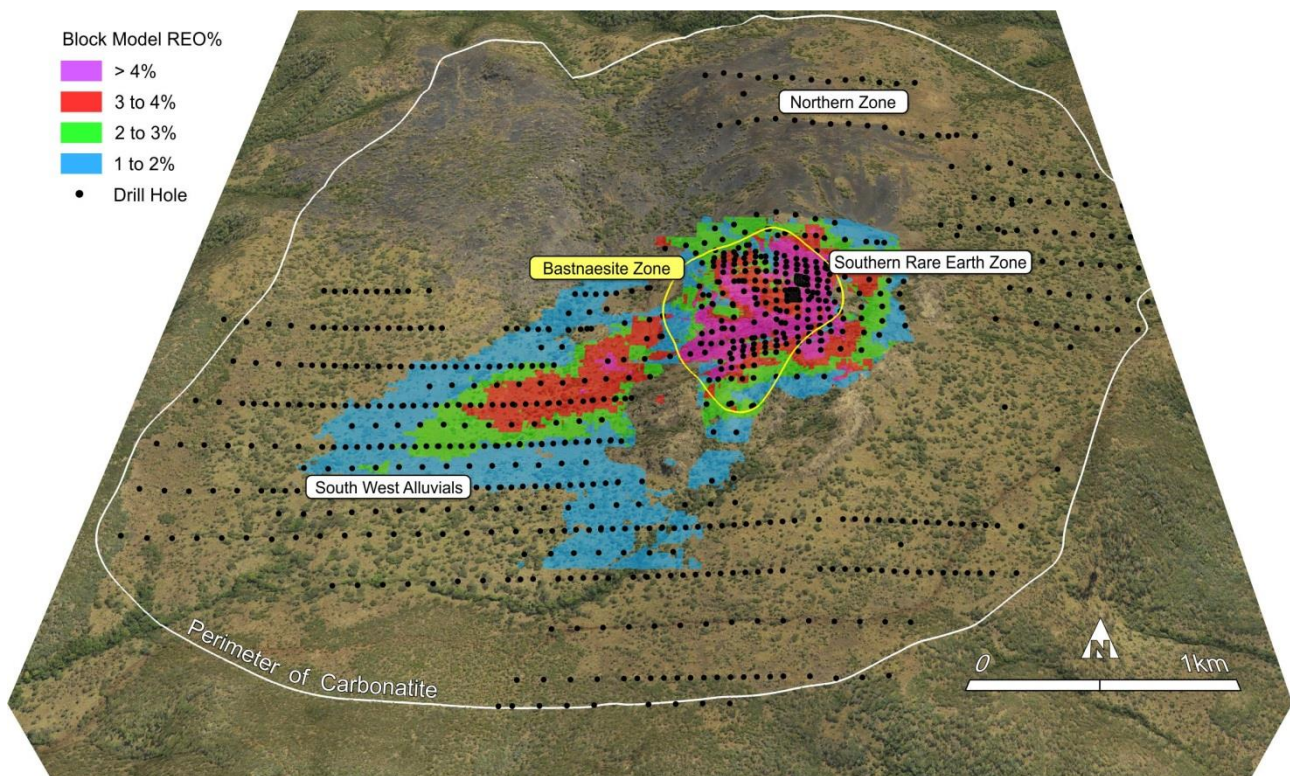 Block Model REO%
> 4%
3 to 4%
2 to 3%
1 to 2%
Drill Hole
Northern Zone
Bastnaesite Zone
Southern Rare Earth Zone
South West Alluvials
Perimeter of Carbonatite
N
0
1km